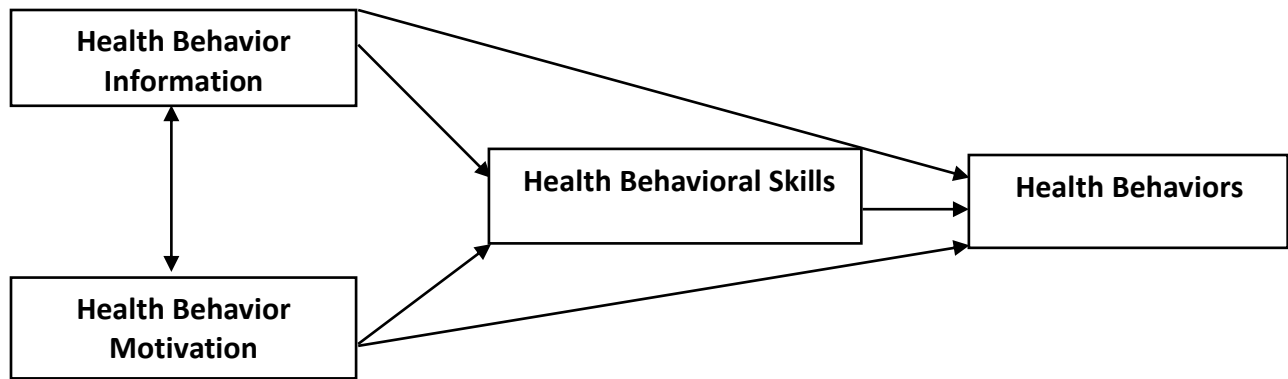 Health Behavior
Information
Health Behavioral Skills
Health Behaviors
Health Behavior
Motivation